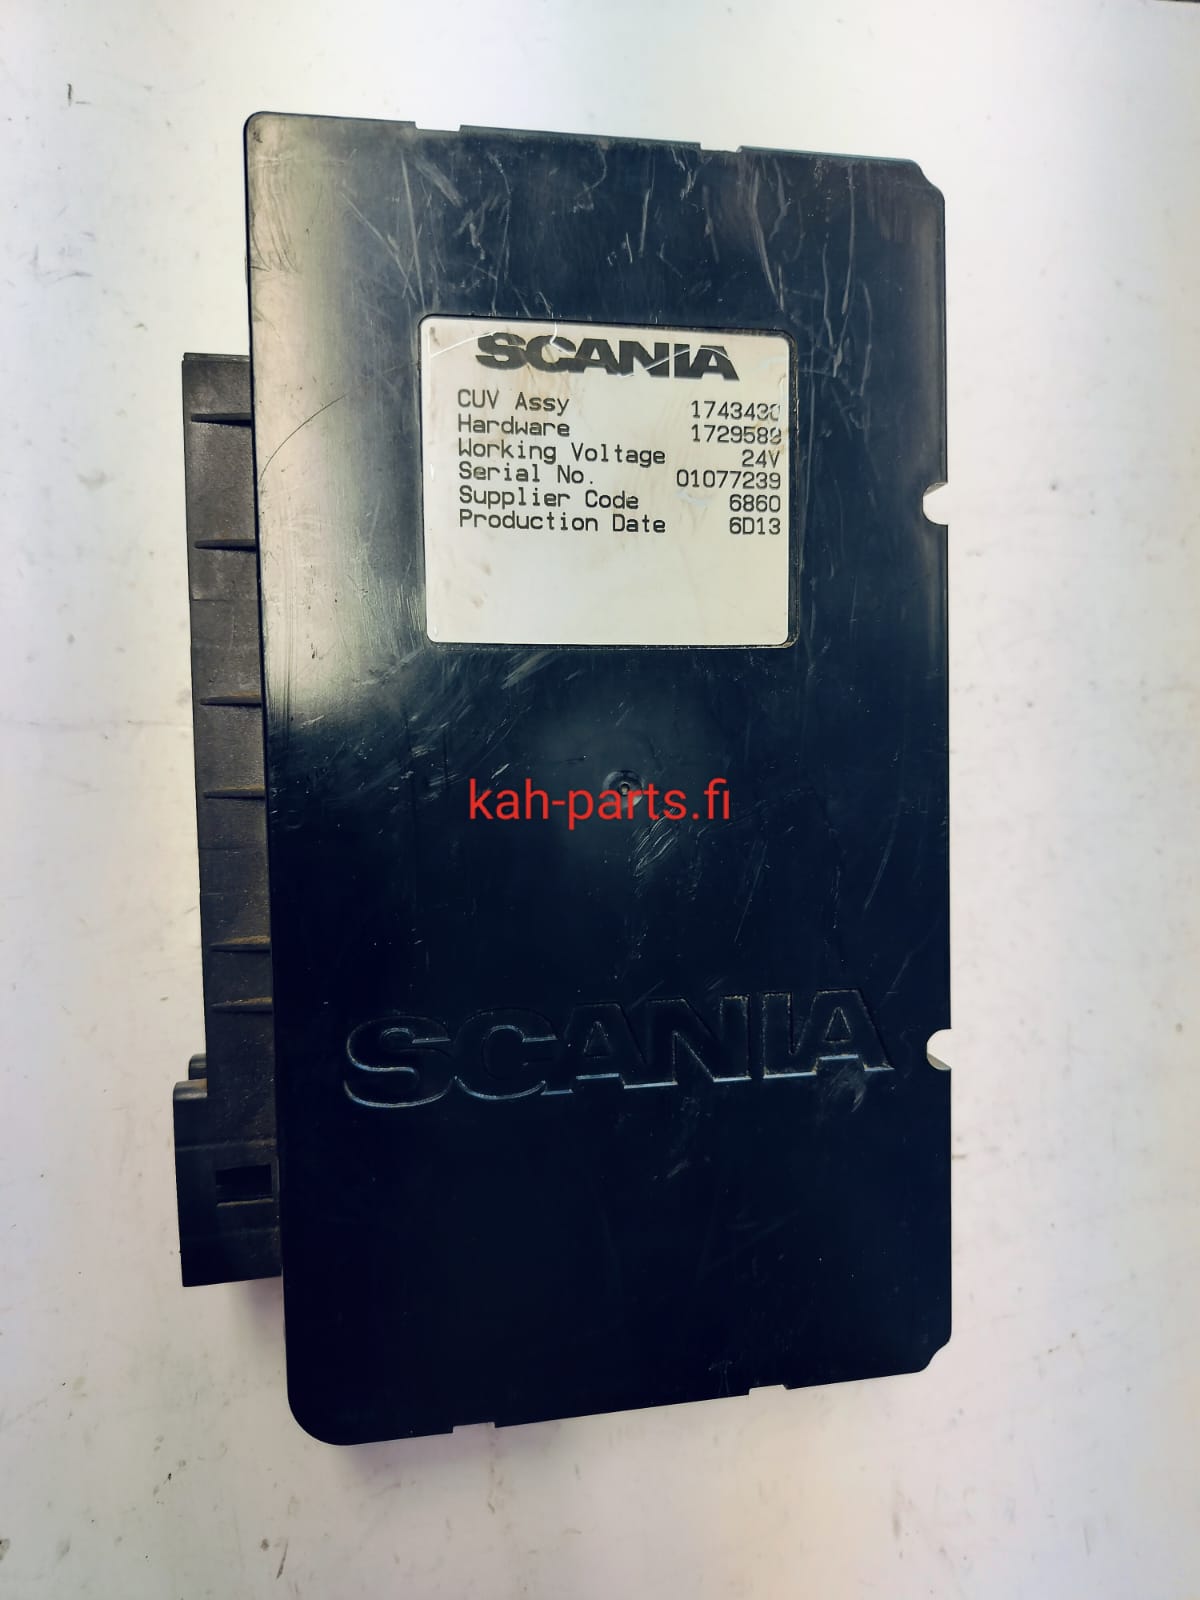 SCANIA
CUV Assy 1743430
Hardware 1729588
Working Voltage 24V
Serial No. 01077239
Supplier Code 6860
Production Date 6D13
kah-parts.fi
SCANIA